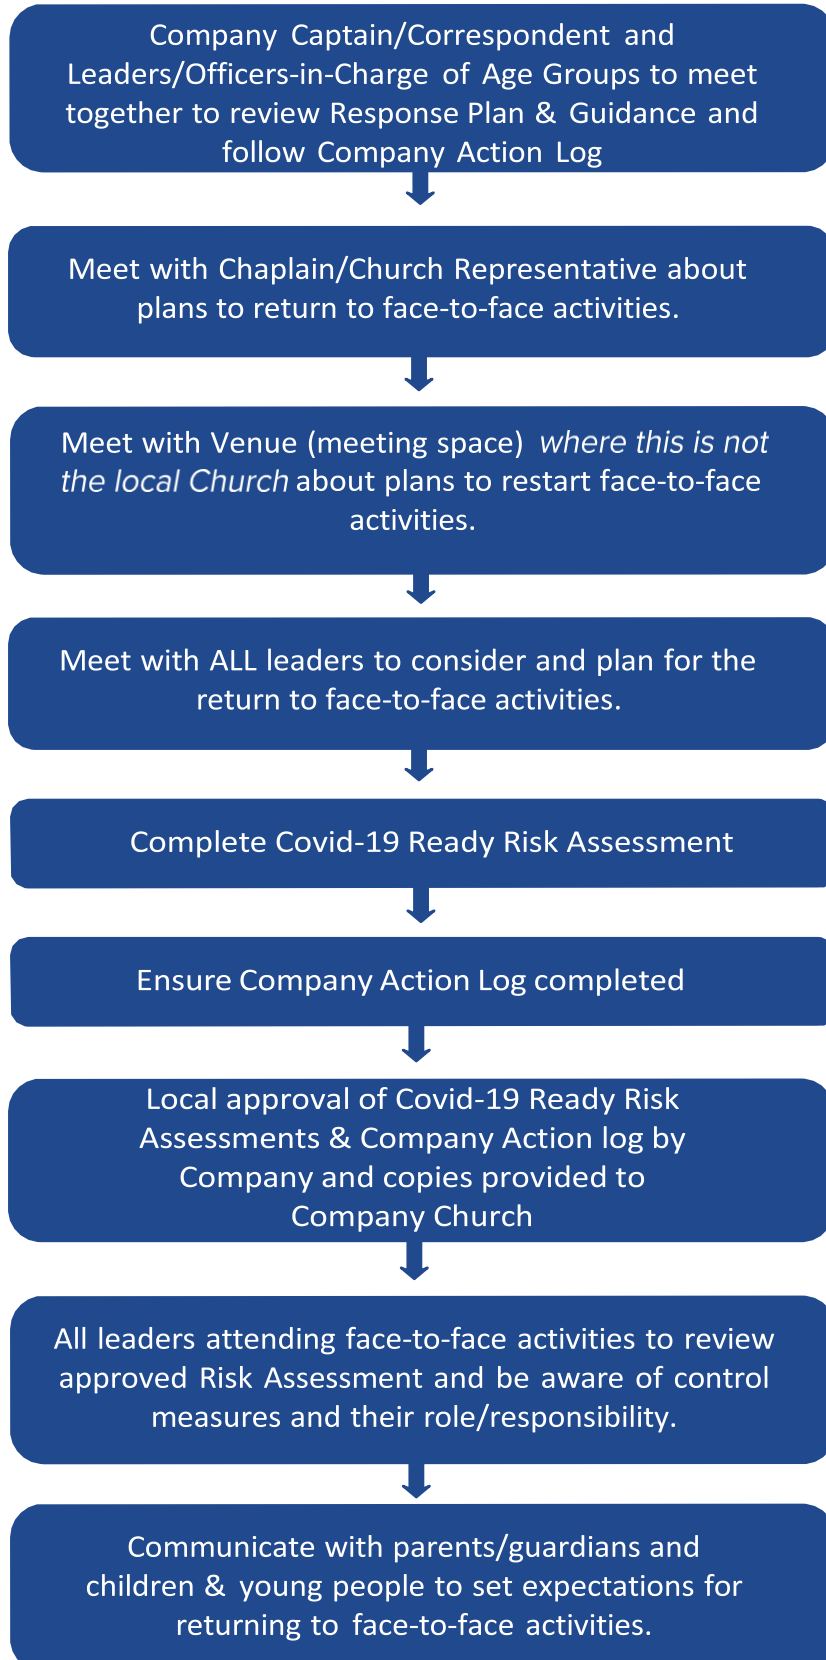 Company Captain/Correspondent and
Leaders/Officers-in-Charge of Age Groups to meet
together to review Response Plan & Guidance and
follow Company Action Log
Meet with Chaplain/Church Representative about
plans to return to face-to-face activities.
Meet with Venue (meeting space) where this is not
the local Church about plans to restart face-to-face
activities.
Meet with ALL leaders to consider and plan for the
return to face-to-face activities.
Complete Covid-19 Ready Risk Assessment
Ensure Company Action Log completed
Local approval of Covid-19 Ready Risk
Assessments & Company Action log by
Company and copies provided to
Company Church
All leaders attending face-to-face activities to review
approved Risk Assessment and be aware of control
measures and their role/responsibility.
Communicate with parents/guardians and
children & young people to set expectations for
returning to face-to-face activities.